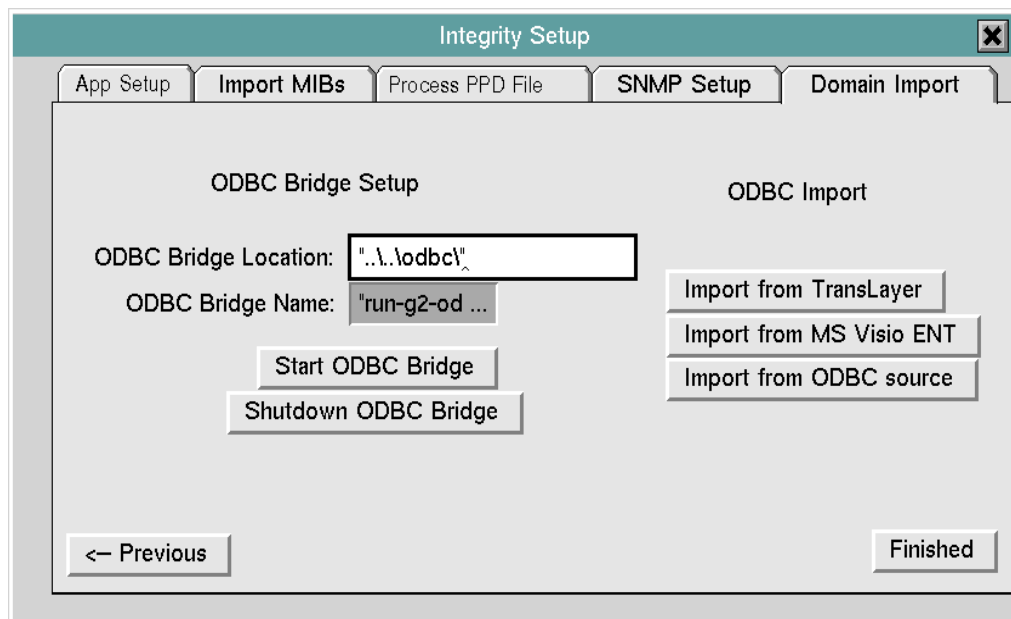 Integrity Setup
App Setup Import MIBs Process PPD File SNMP Setup Domain Import
ODBC Bridge Setup
ODBC Import
ODBC Bridge Location: "..\..\odbc\"
ODBC Bridge Name: "run-g2-od ...
Import from TransLayer
Import from MS Visio ENT
Import from ODBC source
Start ODBC Bridge
Shutdown ODBC Bridge
<– Previous
Finished